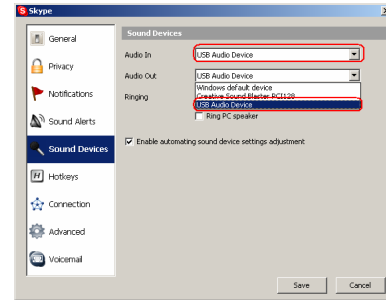 Skype
General
Privacy
Notifications
Sound Alerts
Sound Devices
Hotkeys
Connection
Advanced
Voicemail
Sound Devices
Audio In USB Audio Device
Audio Out USB Audio Device
Windows default device
Creative Sound Blaster PCI128
USB Audio Device
Ringing
Ring PC speaker
Enable automating sound device settings adjustment
Save Cancel